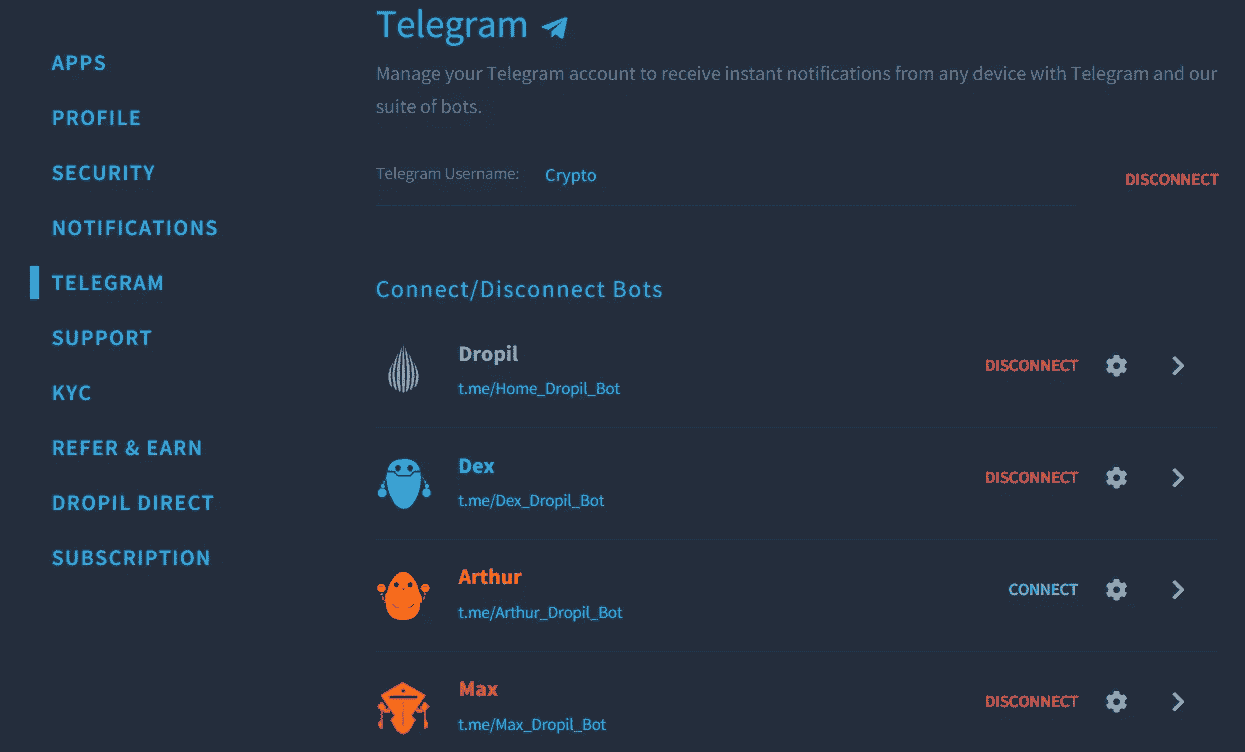 Telegram
APPS
Manage your Telegram account to receive instant notifications from any device with Telegram and our
suite of bots.
PROFILE
SECURITY
Telegram Username: Crypto
DISCONNECT
NOTIFICATIONS
TELEGRAM
Connect/Disconnect Bots
SUPPORT
KYC
REFER & EARN
DROPIL DIRECT
SUBSCRIPTION
Dropil
t.me/Home_Dropil_Bot
DISCONNECT
Dex
t.me/Dex_Dropil_Bot
DISCONNECT
Arthur
t.me/Arthur_Dropil_Bot
CONNECT
Max
t.me/Max_Dropil_Bot
DISCONNECT